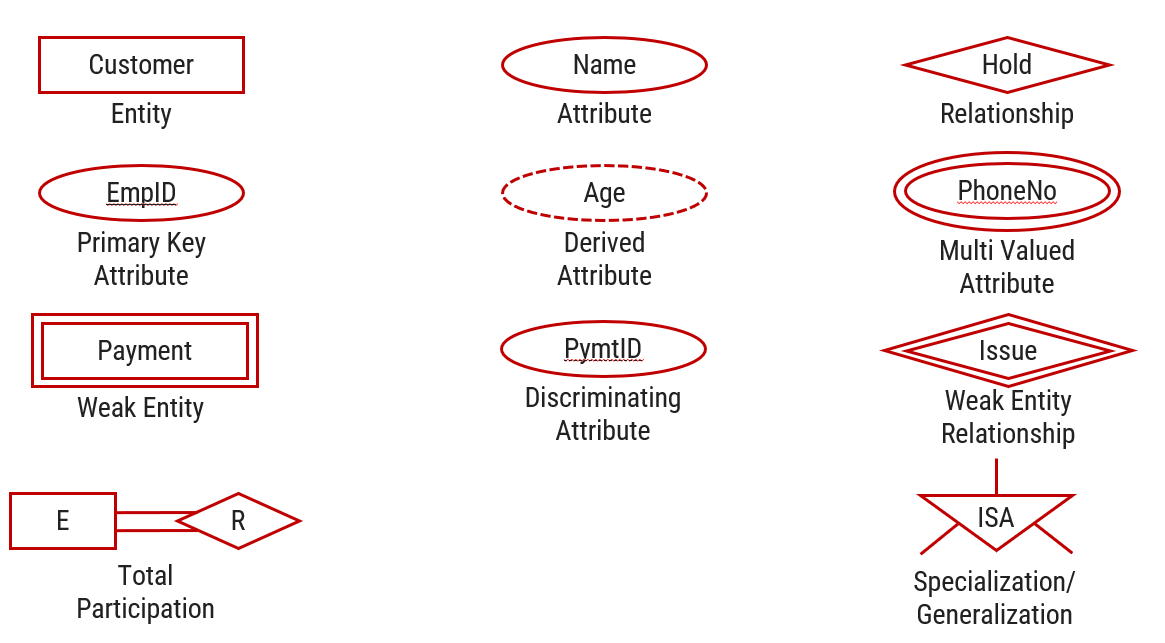 Customer
Entity
Name
Attribute
Hold
Relationship
EmpID
Primary Key
Attribute
Age
Derived
Attribute
PhoneNo
Multi Valued
Attribute
Payment
Weak Entity
PymtID
Discriminating
Attribute
Issue
Weak Entity
Relationship
E
R
Total
Participation
ISA
Specialization/
Generalization